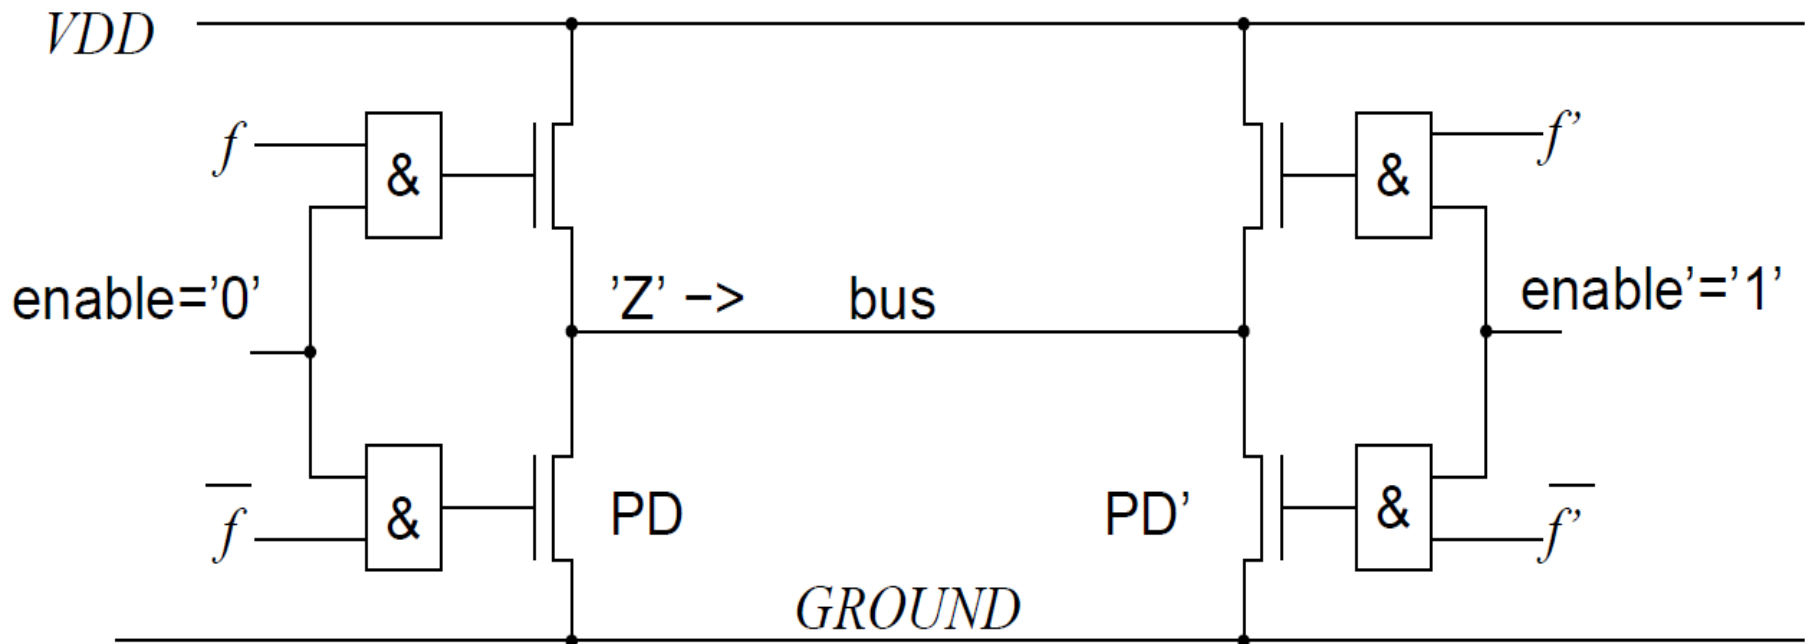 VDD
f & & f’
enable=’0’ ’Z’ −> bus enable’=’1’
f̅ & PD PD’ & f’̅
GROUND